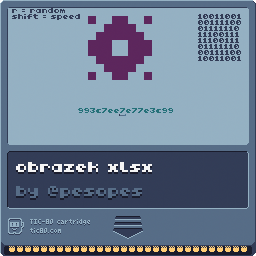 r = random
shift = speed
10011001
00111100
01111110
11100111
11100111
01111110
00111100
10011001
993c7ee7e77e3c99
obrazek xlsx
by @pesopes
TIC-80 cartridge
tic80.com